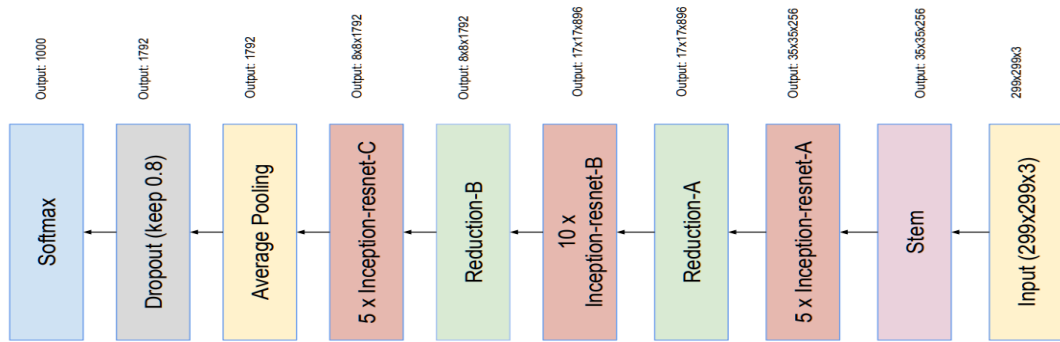 Softmax
Output: 1000
Dropout (keep 0.8)
Output: 1792
Average Pooling
Output: 1792
5 x Inception-resnet-C
Output: 8x8x1792
Reduction-B
Output: 8x8x1792
10 x
Inception-resnet-B
Output: 17x17x896
Reduction-A
Output: 17x17x896
5 x Inception-resnet-A
Output: 35x35x256
Stem
Output: 35x35x256
Input (299x299x3)
299x299x3